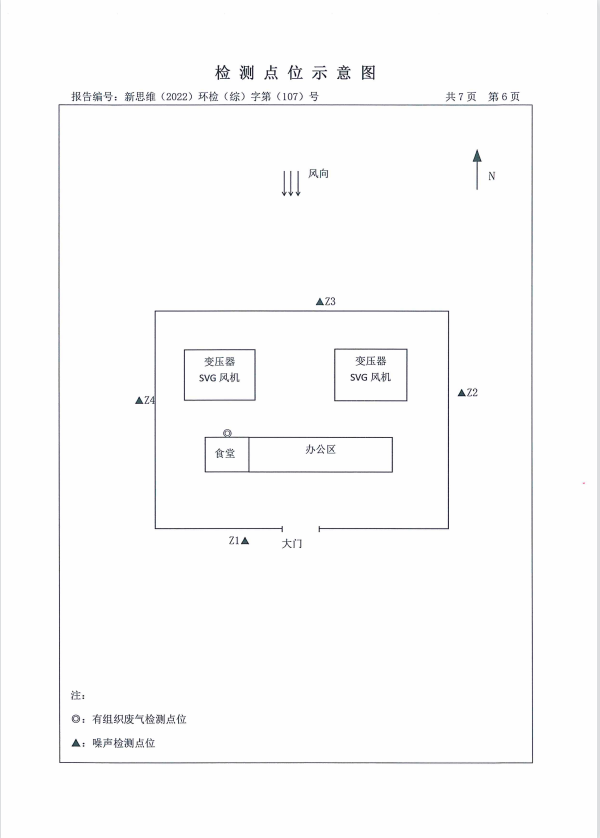 检测点位示意图
报告编号：新思维（2022）环检（综）字第（107）号 共7页 第6页
风向
N
▲Z3
变压器
SVG 风机
变压器
SVG 风机
▲Z2
▲Z4
◎
食堂
办公区
Z1▲
大门
注：
◎：有组织废气检测点位
▲：噪声检测点位